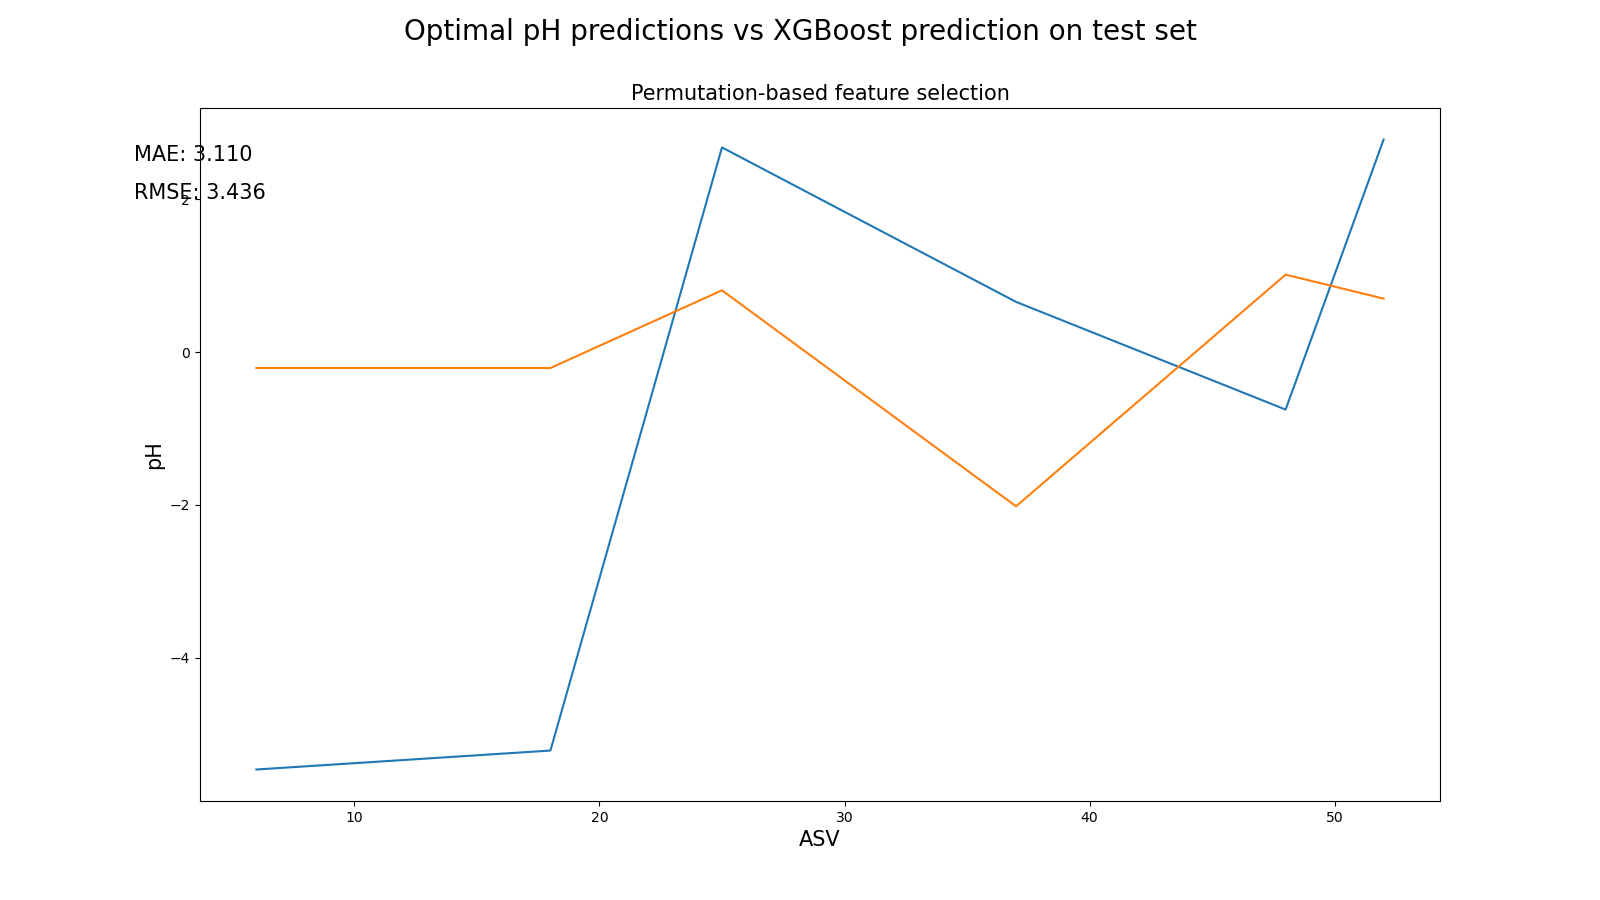 Optimal pH predictions vs XGBoost prediction on test set
Permutation-based feature selection
MAE: 3.110
RMSE: 3.436
2
0
−2
−4
pH
10 20 30 40 50
ASV